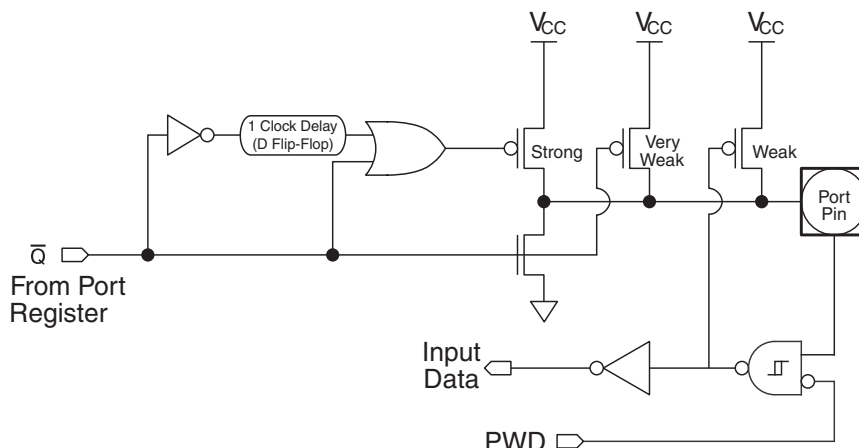 VCC
VCC
VCC
1 Clock Delay
(D Flip-Flop)
Strong
Very
Weak
Weak
Port
Pin
Q̅
From Port
Register
Input
Data
PWD